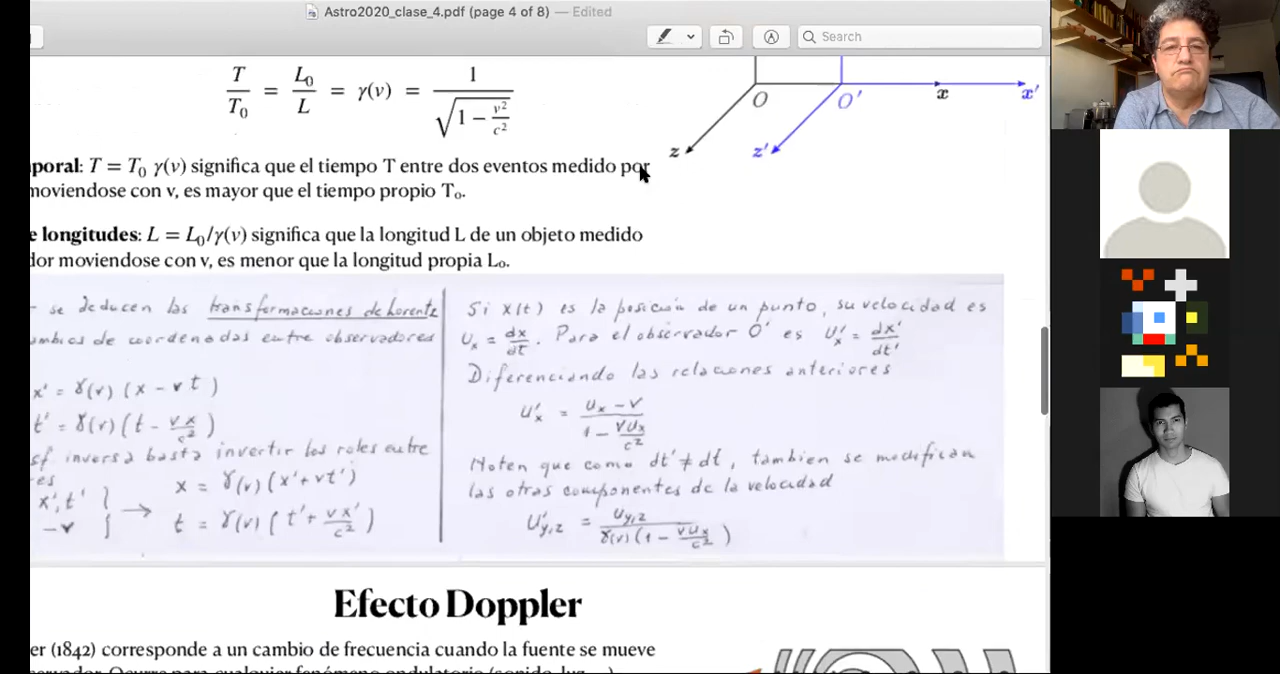 Astro2020_clase_4.pdf (page 4 of 8) — Edited
Search
T/T₀ = L₀/L = γ(v) = 1/√(1 − v²/c²)
O O' x x'
z z'
poral: T = T₀ γ(v) significa que el tiempo T entre dos eventos medido por
moviendose con v, es mayor que el tiempo propio T₀.
e longitudes: L = L₀/γ(v) significa que la longitud L de un objeto medido
dor moviendose con v, es menor que la longitud propia L₀.
- se deducen las transformaciones de Lorentz
ambios de coordenadas entre observadores
x' = γ(v) (x − vt)
t' = γ(v) (t − vx/c²)
sf inversa basta invertir los roles entre
es
x', t' } → x = γ(v) (x' + vt')
−v } t = γ(v) (t' + vx'/c²)
Si x(t) es la posición de un punto, su velocidad es
Uₓ = dx/dt. Para el observador O' es U'ₓ = dx'/dt'
Diferenciando las relaciones anteriores
U'ₓ = (Uₓ − v)/(1 − vUₓ/c²)
Noten que como dt' ≠ dt, tambien se modifican
las otras componentes de la velocidad
U'y,z = Uy,z/(γ(v) (1 − vUₓ/c²))
Efecto Doppler
er (1842) corresponde a un cambio de frecuencia cuando la fuente se mueve